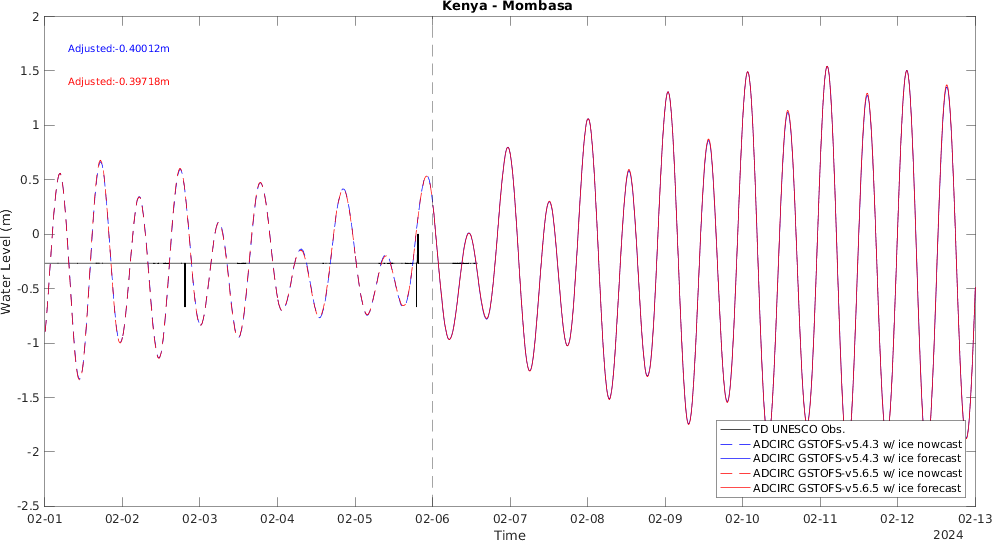 Kenya - Mombasa
Adjusted:-0.40012m
Adjusted:-0.39718m
Water Level (m)
2
1.5
1
0.5
0
-0.5
-1
-1.5
-2
-2.5
TD UNESCO Obs.
ADCIRC GSTOFS-v5.4.3 w/ ice nowcast
ADCIRC GSTOFS-v5.4.3 w/ ice forecast
ADCIRC GSTOFS-v5.6.5 w/ ice nowcast
ADCIRC GSTOFS-v5.6.5 w/ ice forecast
02-01 02-02 02-03 02-04 02-05 02-06 02-07 02-08 02-09 02-10 02-11 02-12 02-13
Time
2024